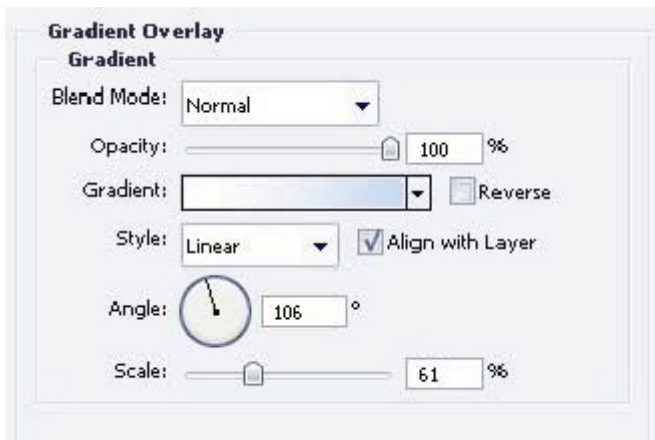 Gradient Overlay
Gradient
Blend Mode: Normal
Opacity: 100 %
Gradient: Reverse
Style: Linear Align with Layer
Angle: 106 °
Scale: 61 %